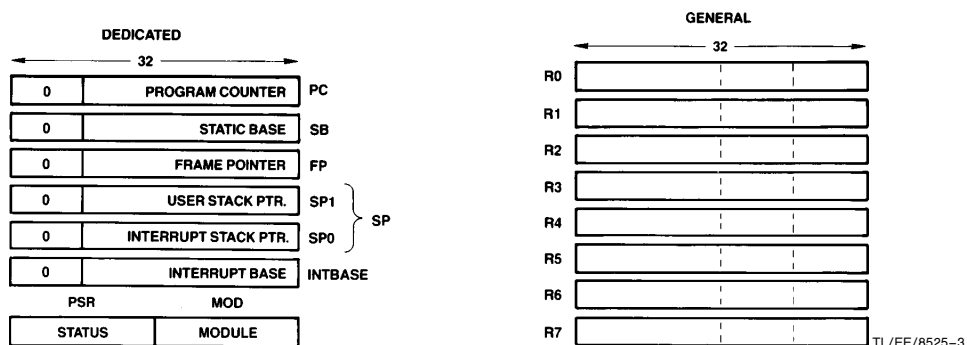 DEDICATED
32
0 PROGRAM COUNTER PC
0 STATIC BASE SB
0 FRAME POINTER FP
0 USER STACK PTR. SP1
SP
0 INTERRUPT STACK PTR. SP0
0 INTERRUPT BASE INTBASE
PSR MOD
STATUS MODULE
GENERAL
32
R0
R1
R2
R3
R4
R5
R6
R7
TL/EE/8525–3